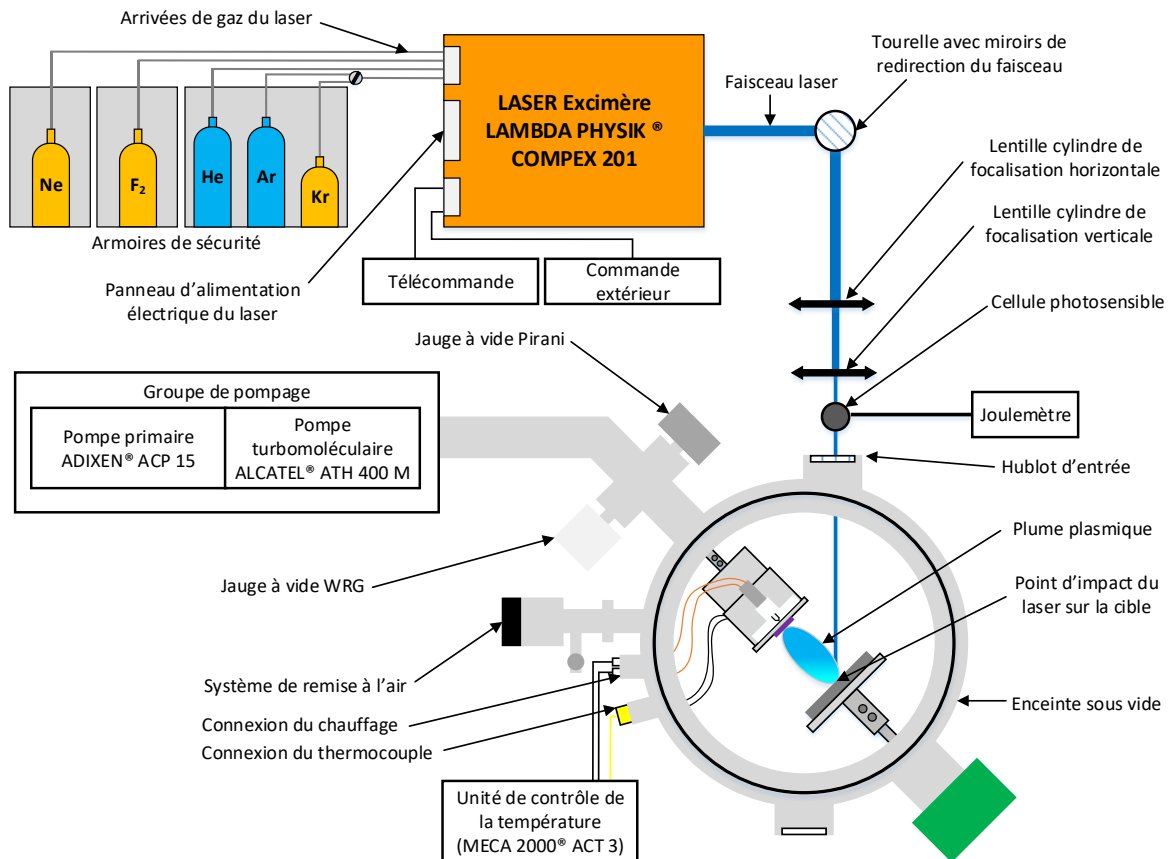 Arrivées de gaz du laser
Tourelle avec miroirs de
redirection du faisceau
Faisceau laser
LASER Excimère
LAMBDA PHYSIK ®
COMPEX 201
Lentille cylindre de
focalisation horizontale
Ne
F₂
He
Ar
Kr
Lentille cylindre de
focalisation verticale
Armoires de sécurité
Télécommande
Commande
extérieur
Panneau d'alimentation
électrique du laser
Cellule photosensible
Jauge à vide Pirani
Groupe de pompage
Pompe primaire
ADIXEN® ACP 15
Pompe
turbomoléculaire
ALCATEL® ATH 400 M
Joulemètre
Hublot d'entrée
Plume plasmique
Jauge à vide WRG
Point d'impact du
laser sur la cible
Système de remise à l'air
Enceinte sous vide
Connexion du chauffage
Connexion du thermocouple
Unité de contrôle de
la température
(MECA 2000® ACT 3)